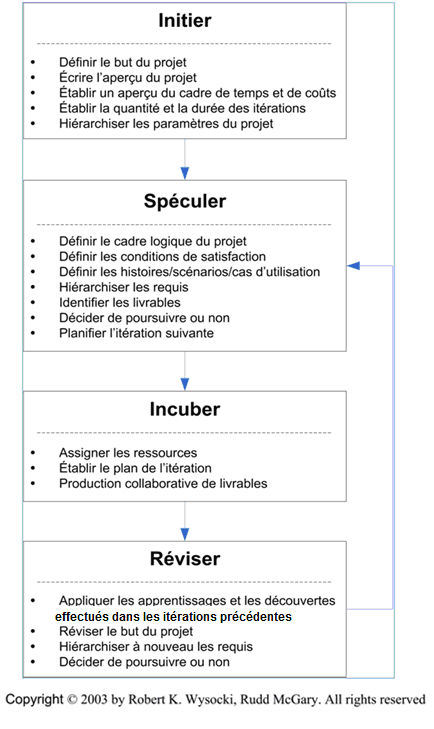 Initier
• Définir le but du projet
• Écrire l’aperçu du projet
• Établir un aperçu du cadre de temps et de coûts
• Établir la quantité et la durée des itérations
• Hiérarchiser les paramètres du projet
Spéculer
• Définir le cadre logique du projet
• Définir les conditions de satisfaction
• Définir les histoires/scénarios/cas d’utilisation
• Hiérarchiser les requis
• Identifier les livrables
• Décider de poursuivre ou non
• Planifier l’itération suivante
Incuber
• Assigner les ressources
• Établir le plan de l’itération
• Production collaborative de livrables
Réviser
• Appliquer les apprentissages et les découvertes
effectués dans les itérations précédentes
• Réviser le but du projet
• Hiérarchiser à nouveau les requis
• Décider de poursuivre ou non
Copyright © 2003 by Robert K. Wysocki, Rudd McGary. All rights reserved